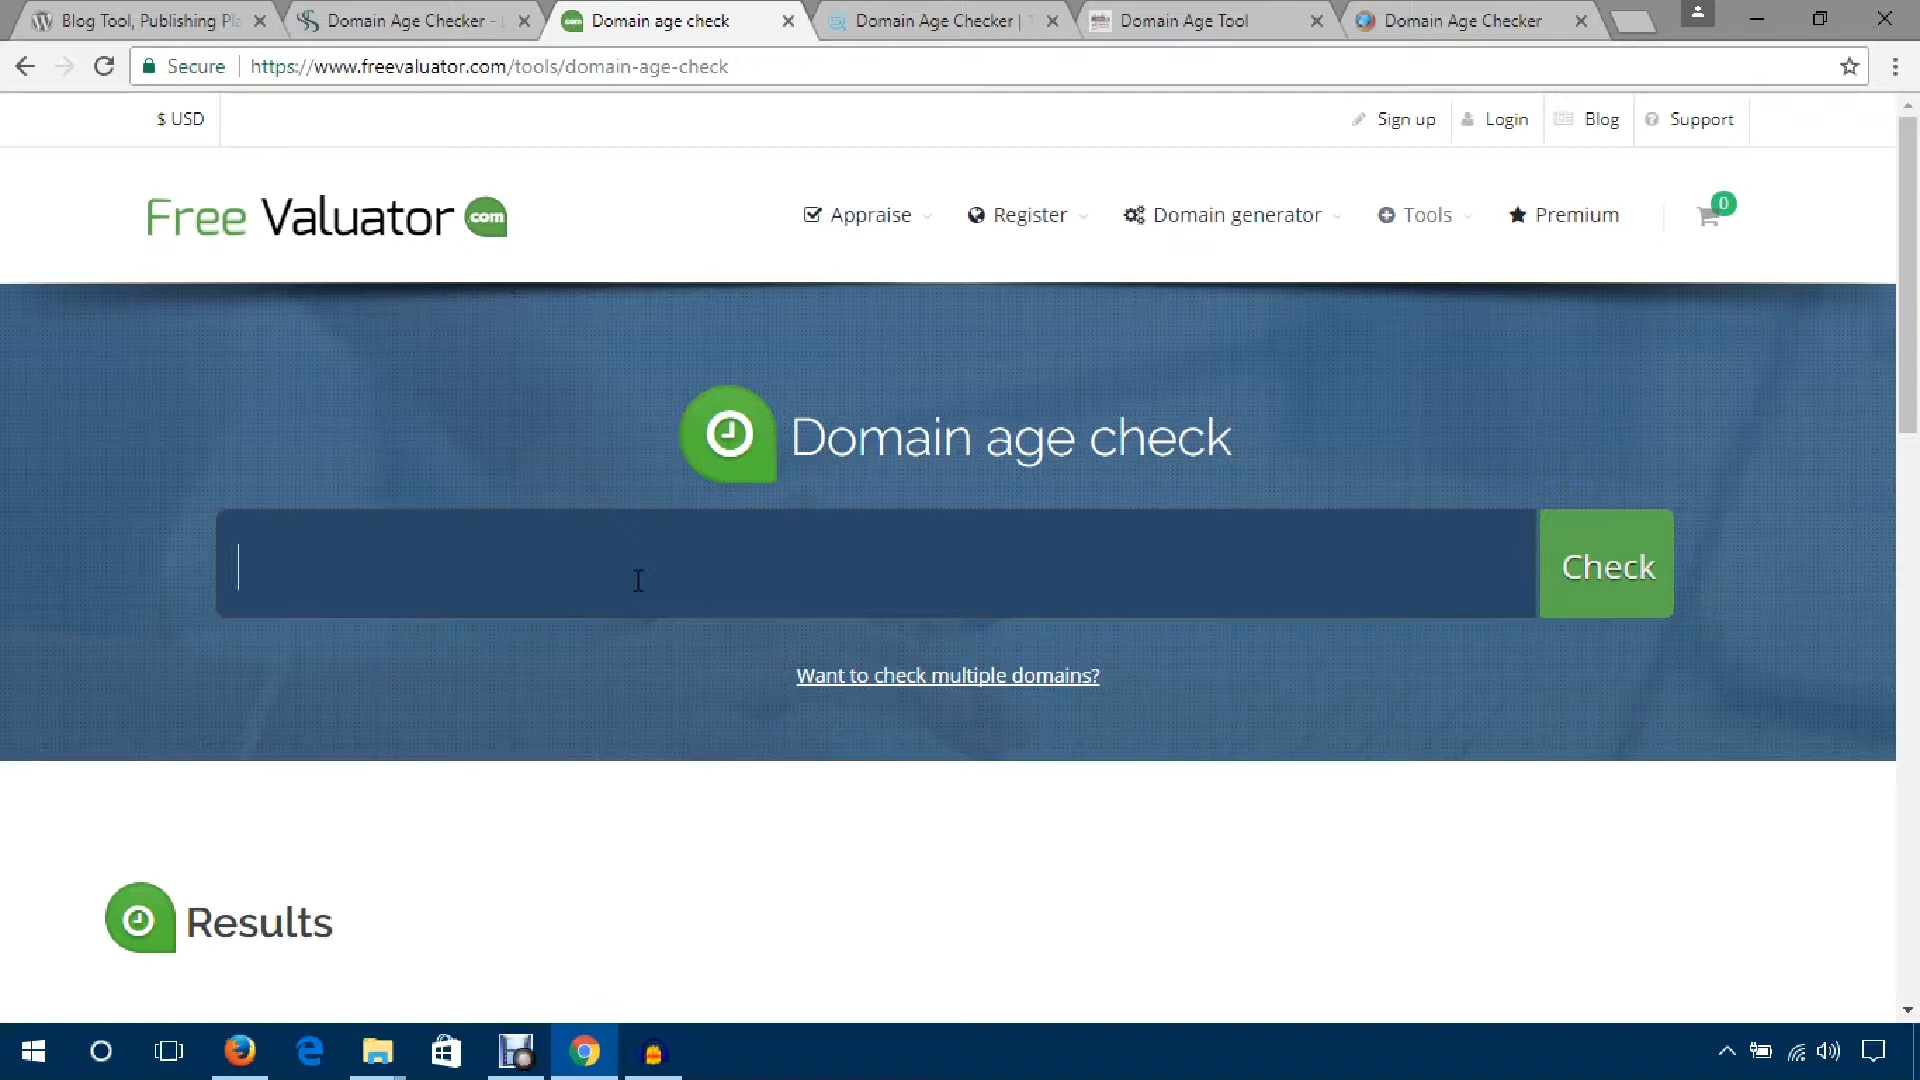 Blog Tool, Publishing Pl
Domain Age Checker -
Domain age check
Domain Age Checker |
Domain Age Tool
Domain Age Checker
Secure
https://www.freevaluator.com/tools/domain-age-check
$ USD
Sign up
Login
Blog
Support
Free Valuator com
Appraise
Register
Domain generator
Tools
Premium
0
Domain age check
Check
Want to check multiple domains?
Results